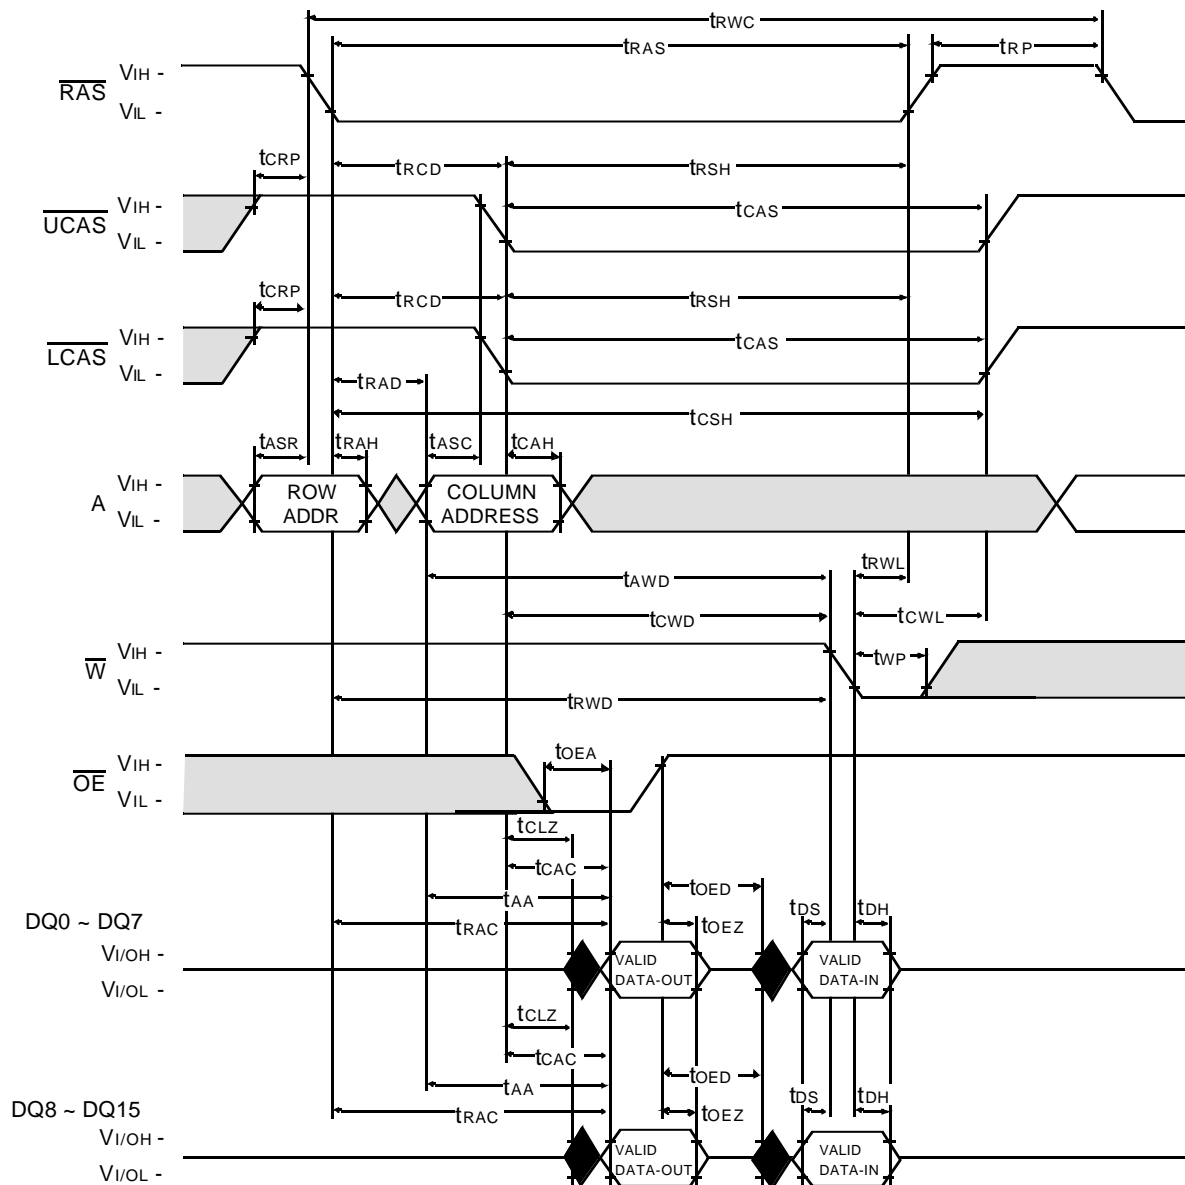 tRWC
tRAS tRP
RAS VIH -
VIL -
tCRP tRCD tRSH
UCAS VIH - tCAS
VIL -
tCRP tRCD tRSH
LCAS VIH - tCAS
VIL - tRAD
tCSH
tASR tRAH tASC tCAH
A VIH - ROW COLUMN
VIL - ADDR ADDRESS
tRWL
tAWD
tCWD tCWL
W VIH - tWP
VIL -
tRWD
tOEA
OE VIH -
VIL -
tCLZ
tCAC
tOED
tAA
DQ0 ~ DQ7 tRAC tOEZ tDS tDH
VI/OH - VALID VALID
VI/OL - DATA-OUT DATA-IN
tCLZ
tCAC
tOED
tAA
DQ8 ~ DQ15 tRAC tOEZ tDS tDH
VI/OH - VALID VALID
VI/OL - DATA-OUT DATA-IN